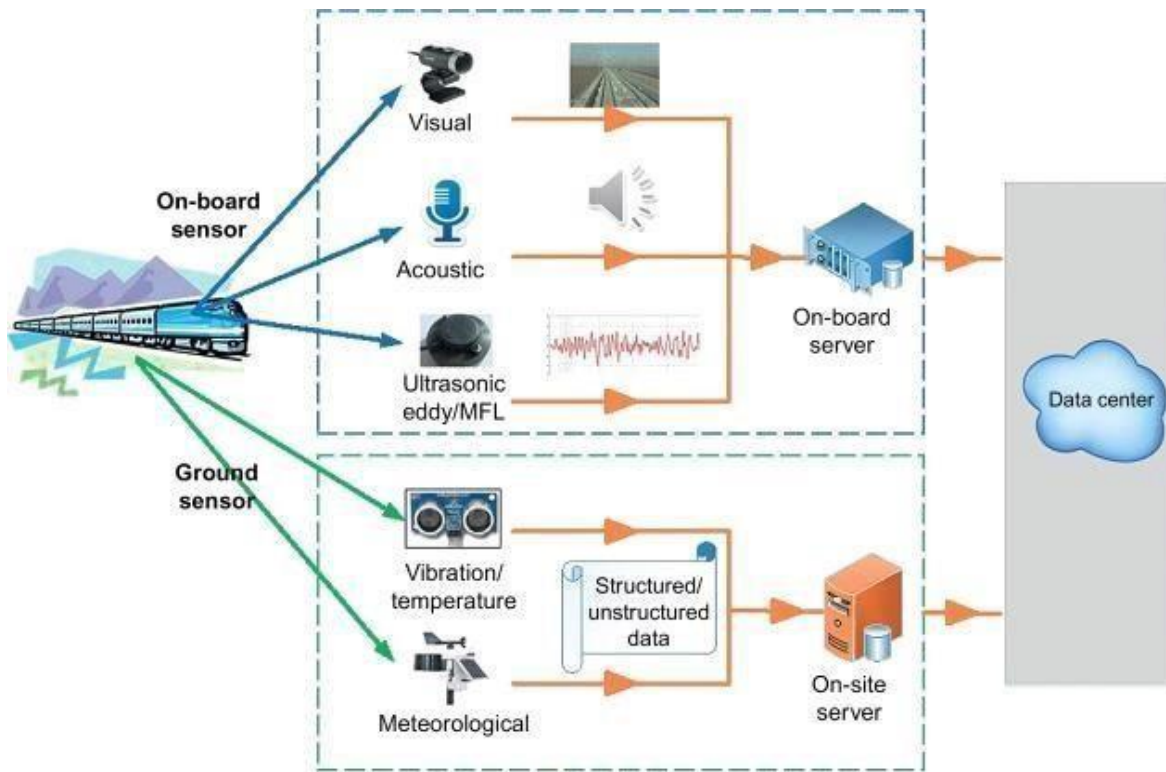 Visual
On-board
sensor
Acoustic
On-board
server
Ultrasonic
eddy/MFL
Data center
Ground
sensor
Vibration/
temperature
Structured/
unstructured
data
Meteorological
On-site
server